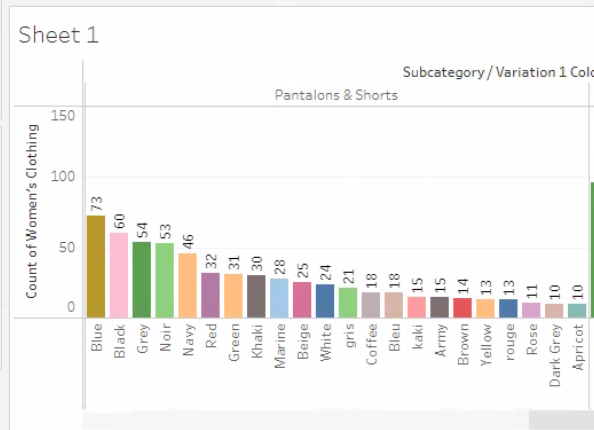 Sheet 1
Subcategory / Variation 1 Colo
Pantalons & Shorts
Count of Women's Clothing
150
100
50
0
73 60 54 53 46 32 31 30 28 25 24 21 18 18 15 15 14 13 13 11 10 10
Blue Black Grey Noir Navy Red Green Khaki Marine Beige White gris Coffee Bleu kaki Army Brown Yellow rouge Rose Dark Grey Apricot